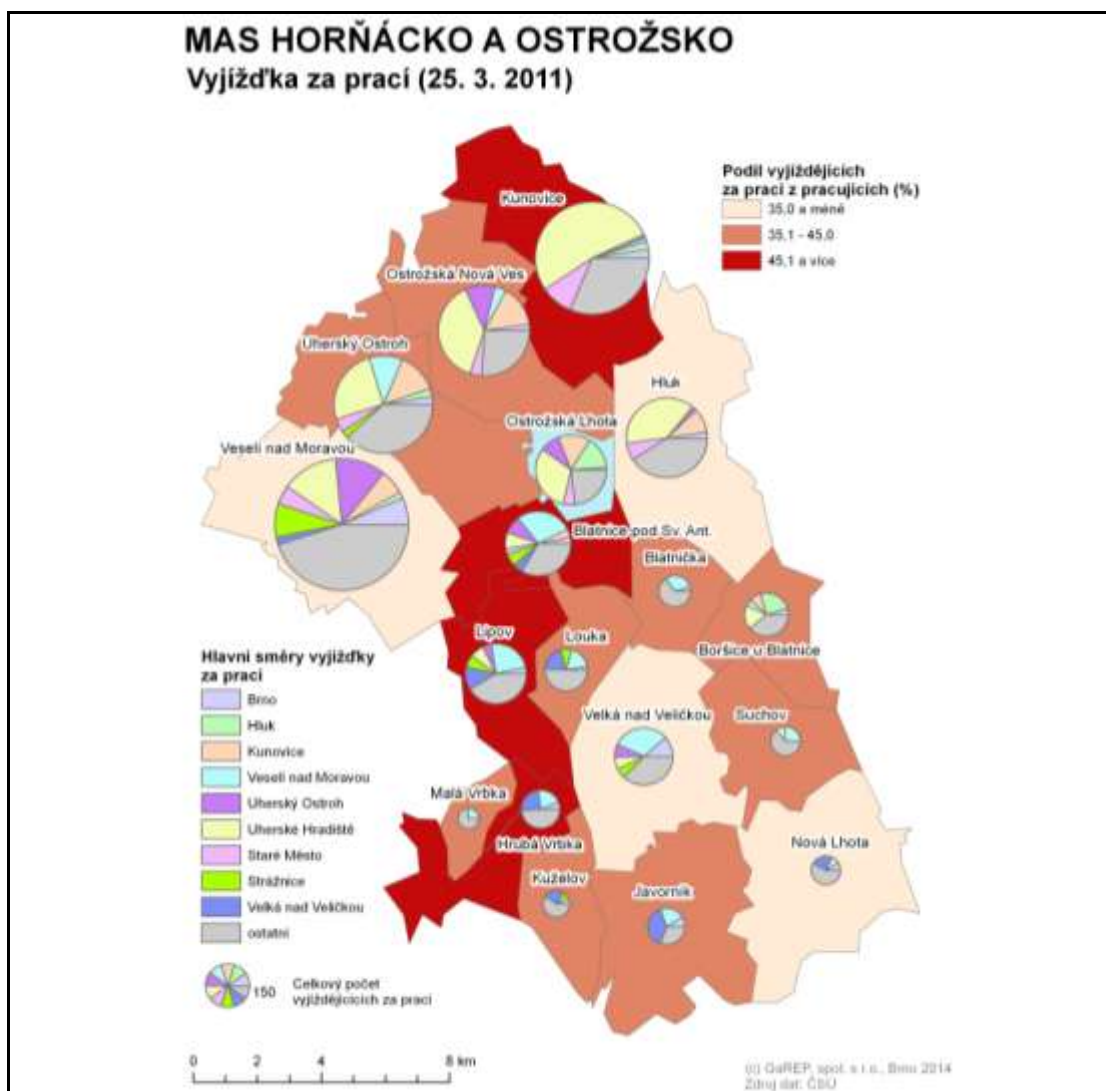 MAS HORŇÁCKO A OSTROŽSKO
Vyjížďka za prací (25. 3. 2011)
Podíl vyjíždějících
za prací z pracujících (%)
35,0 a méně
35,1 - 45,0
45,1 a více
Kunovice
Ostrožská Nová Ves
Uherský Ostroh
Hluk
Ostrožská Lhota
Veselí nad Moravou
Blatnice pod Sv. Ant.
Blatnička
Lipov
Louka
Boršice u Blatnice
Velká nad Veličkou
Suchov
Malá Vrbka
Hrubá Vrbka
Nová Lhota
Kuželov
Javorník
Hlavní směry vyjížďky
za prací
Brno
Hluk
Kunovice
Veselí nad Moravou
Uherský Ostroh
Uherské Hradiště
Staré Město
Strážnice
Velká nad Veličkou
ostatní
150
Celkový počet
vyjíždějících za prací
0 2 4 8 km
(c) GaREP, spol. s r.o., Brno 2014
Zdroj dat: ČSÚ